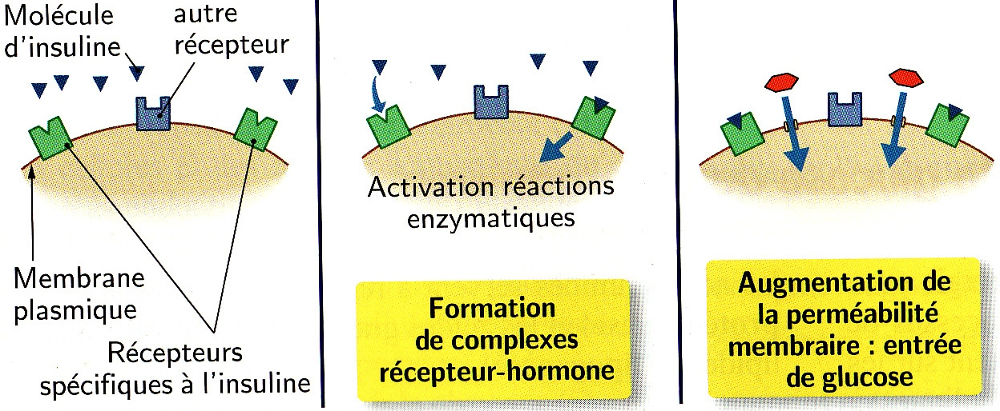 Molécule
d'insuline
autre
récepteur
Membrane
plasmique
Récepteurs
spécifiques à l'insuline
Activation réactions
enzymatiques
Formation
de complexes
récepteur-hormone
Augmentation de
la perméabilité
membraire : entrée
de glucose